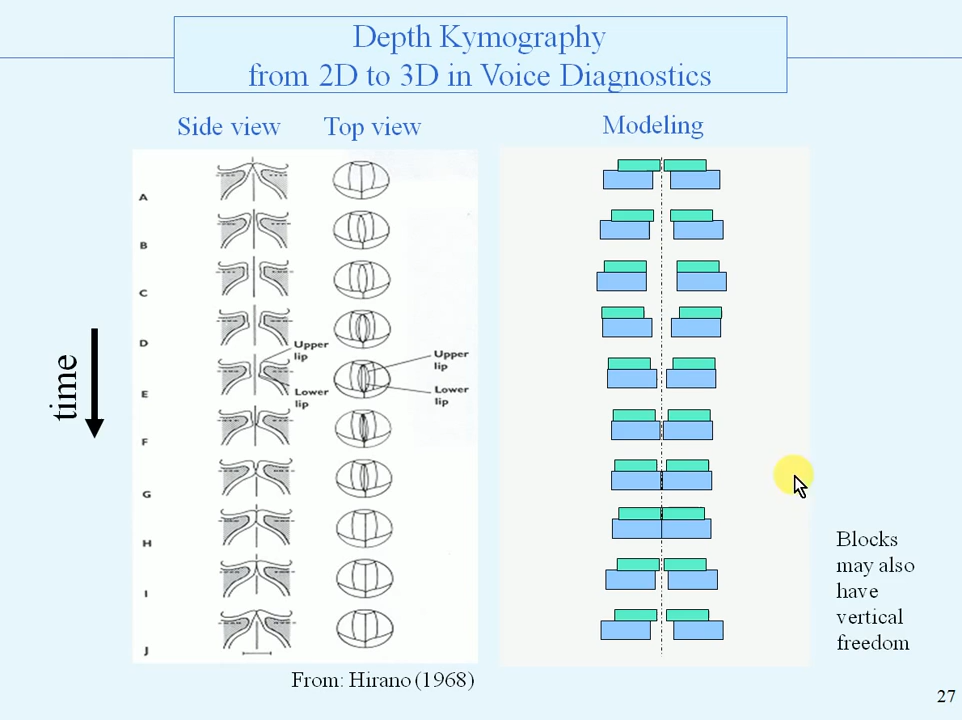 Depth Kymography
from 2D to 3D in Voice Diagnostics
Side view
Top view
Modeling
A
B
C
D
Upper
lip
Upper
lip
E
Lower
lip
Lower
lip
F
G
H
I
J
time
Blocks
may also
have
vertical
freedom
From: Hirano (1968)
27